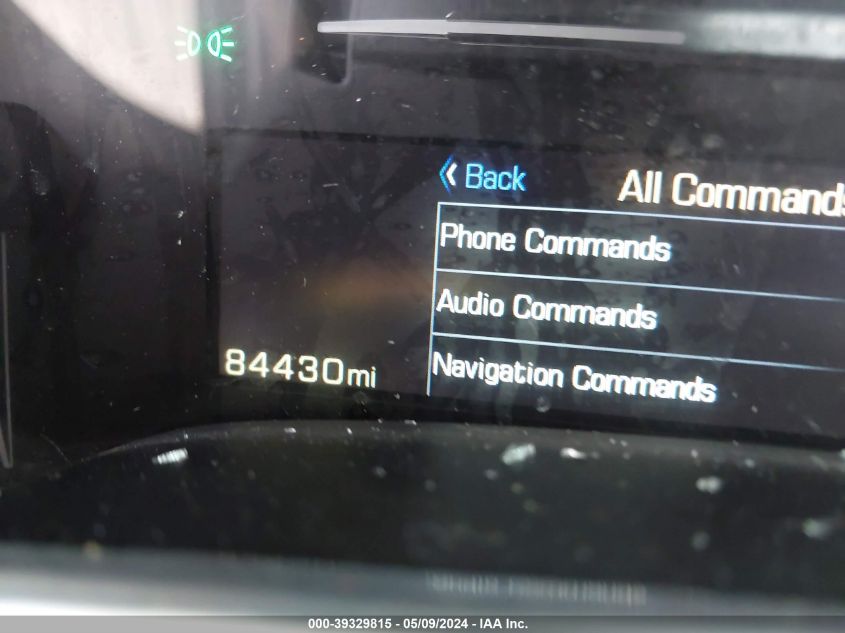 Back
All Commands
Phone Commands
Audio Commands
Navigation Commands
84430mi
000-39329815 - 05/09/2024 - IAA Inc.